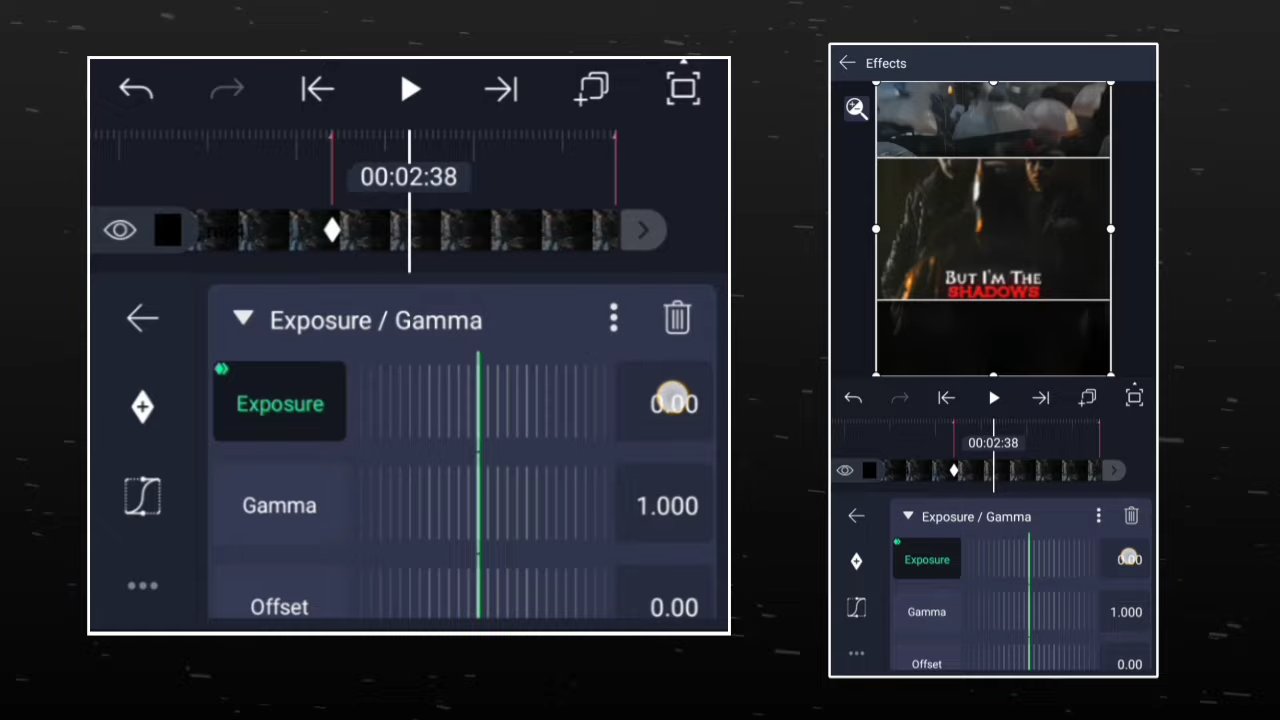 00:02:38
Exposure / Gamma
Exposure
0.00
Gamma
1.000
Offset
0.00
Effects
BUT I'M THE
SHADOWS
00:02:38
Exposure / Gamma
Exposure
0.00
Gamma
1.000
Offset
0.00